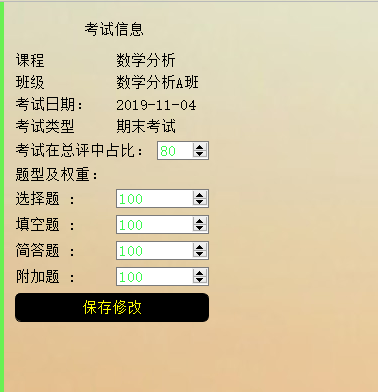 考试信息
课程 数学分析
班级 数学分析A班
考试日期： 2019-11-04
考试类型 期末考试
考试在总评中占比： 80
题型及权重：
选择题 ： 100
填空题 ： 100
简答题 ： 100
附加题 ： 100
保存修改